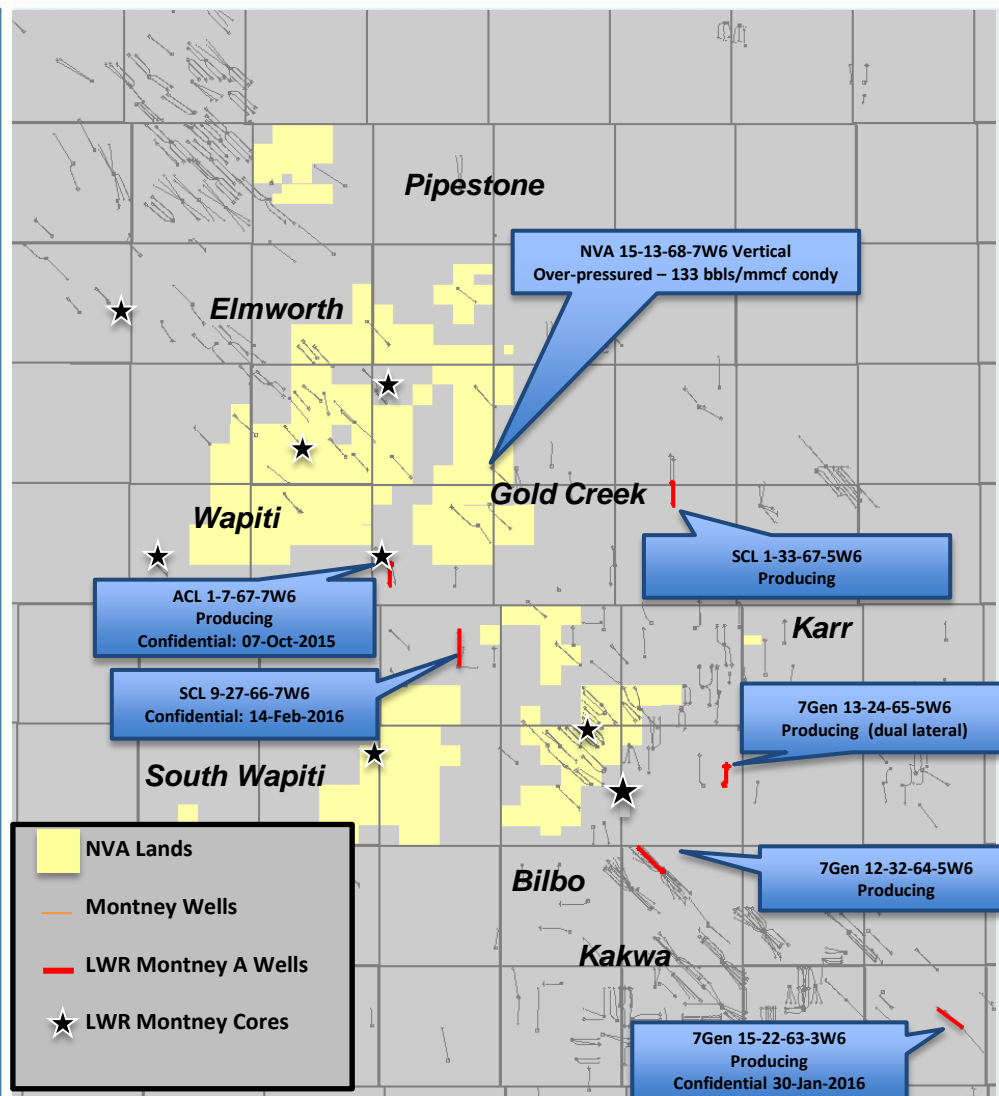 Pipestone
NVA 15-13-68-7W6 Vertical
Over-pressured – 133 bbls/mmcf condy
Elmworth
Gold Creek
Wapiti
SCL 1-33-67-5W6
Producing
ACL 1-7-67-7W6
Producing
Confidential: 07-Oct-2015
Karr
SCL 9-27-66-7W6
Confidential: 14-Feb-2016
7Gen 13-24-65-5W6
Producing (dual lateral)
South Wapiti
NVA Lands
Montney Wells
LWR Montney A Wells
LWR Montney Cores
Bilbo
7Gen 12-32-64-5W6
Producing
Kakwa
7Gen 15-22-63-3W6
Producing
Confidential 30-Jan-2016